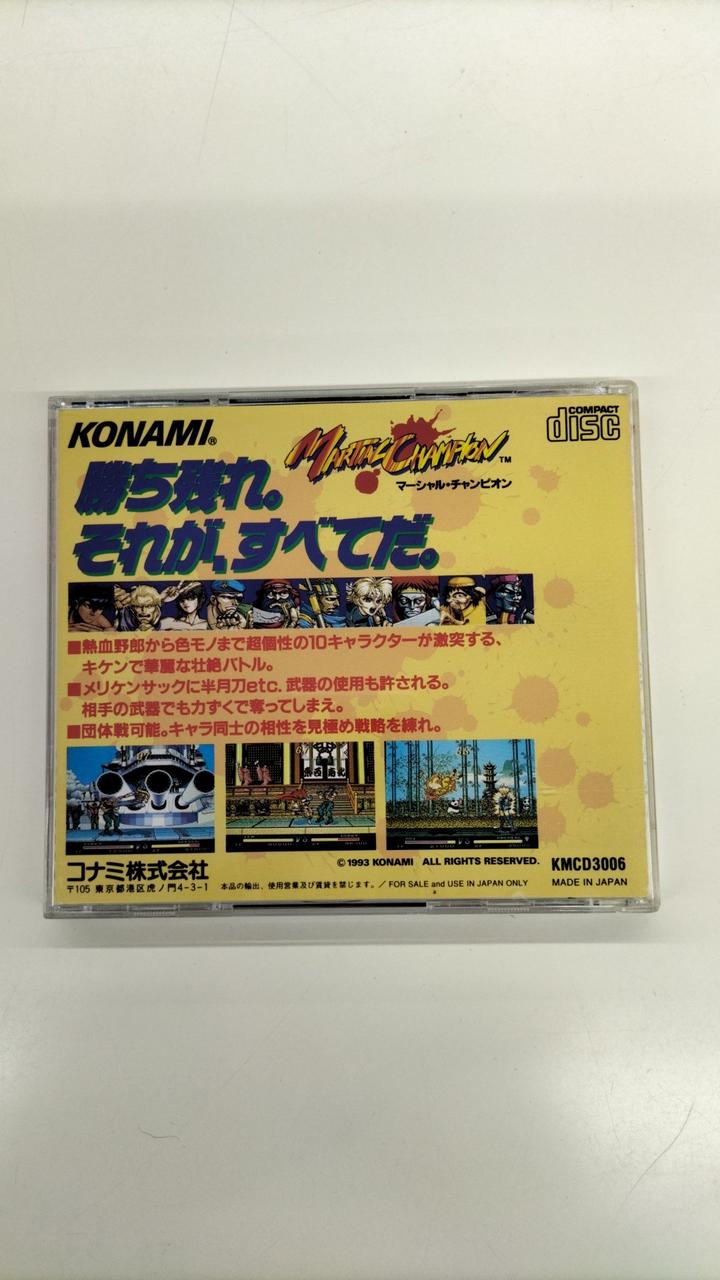 KONAMI®
MARTIAL CHAMPION™
マーシャル・チャンピオン
COMPACT
disc
勝ち残れ。
それが、すべてだ。
■熱血野郎から色モノまで超個性の10キャラクターが激突する、
キケンで華麗な壮絶バトル。
■メリケンサックに半月刀etc. 武器の使用も許される。
相手の武器でも力ずくで奪ってしまえ。
■団体戦可能。キャラ同士の相性を見極め戦略を練れ。
コナミ株式会社
〒105 東京都港区虎ノ門4-3-1
©1993 KONAMI ALL RIGHTS RESERVED.
KMCD3006
本品の輸出、使用営業及び賃貸を禁じます。/ FOR SALE and USE IN JAPAN ONLY
MADE IN JAPAN